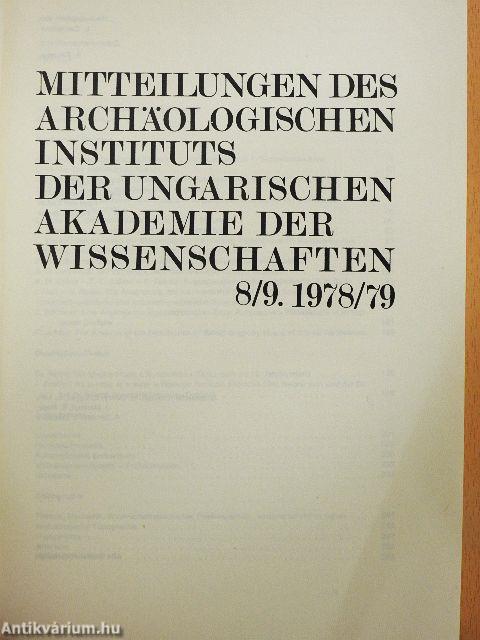 MITTEILUNGEN DES
ARCHÄOLOGISCHEN
INSTITUTS
DER UNGARISCHEN
AKADEMIE DER
WISSENSCHAFTEN
8/9. 1978/79
Antikvárium.hu